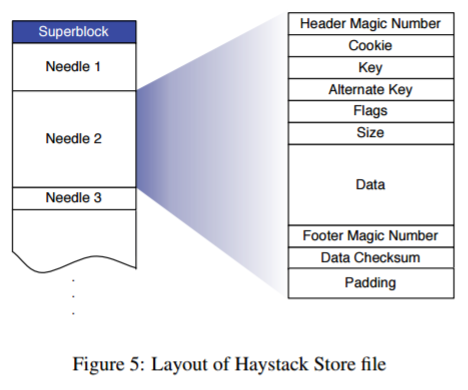 Superblock
Needle 1
Needle 2
Needle 3
Header Magic Number
Cookie
Key
Alternate Key
Flags
Size
Data
Footer Magic Number
Data Checksum
Padding
Figure 5: Layout of Haystack Store file